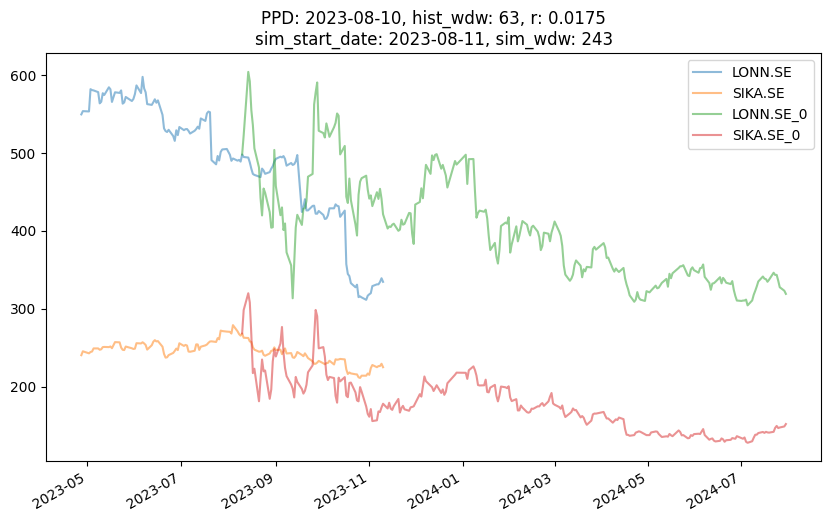 PPD: 2023-08-10, hist_wdw: 63, r: 0.0175
sim_start_date: 2023-08-11, sim_wdw: 243
LONN.SE
SIKA.SE
LONN.SE_0
SIKA.SE_0
600
500
400
300
200
2023-05
2023-07
2023-09
2023-11
2024-01
2024-03
2024-05
2024-07